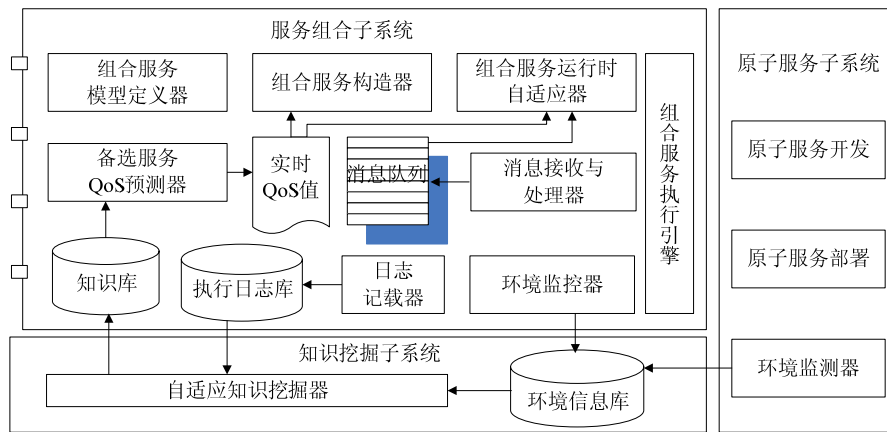 服务组合子系统
组合服务
模型定义器
组合服务构造器
组合服务运行时
自适应器
组合服务执行引擎
备选服务
QoS预测器
实时
QoS值
消息队列
消息接收与
处理器
知识库
执行日志库
日志
记载器
环境监控器
原子服务子系统
原子服务开发
原子服务部署
环境监测器
知识挖掘子系统
自适应知识挖掘器
环境信息库